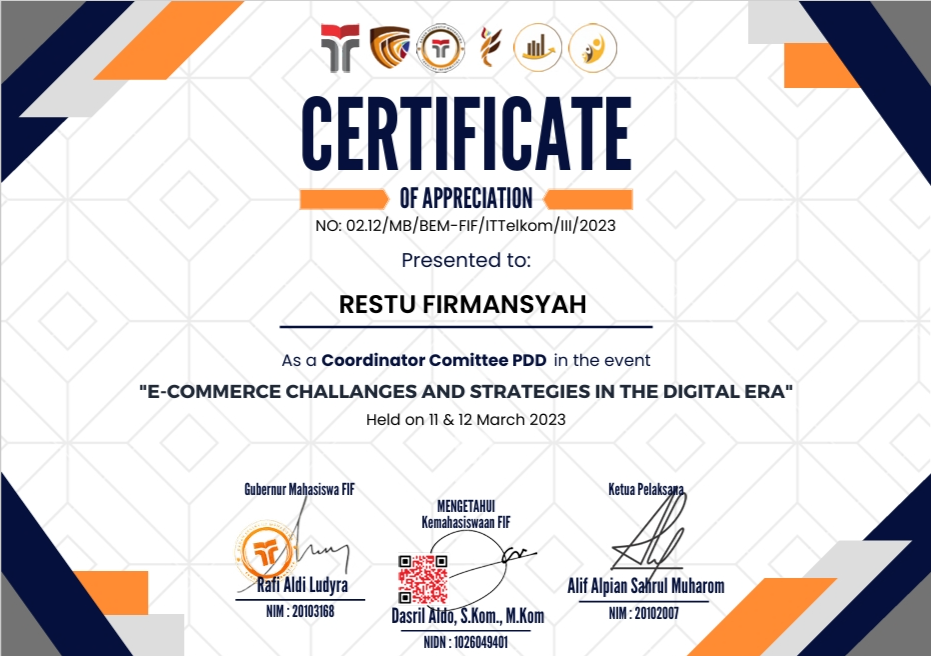 CERTIFICATE
OF APPRECIATION
NO: 02.12/MB/BEM-FIF/ITTelkom/III/2023
Presented to:
RESTU FIRMANSYAH
As a Coordinator Comittee PDD in the event
"E-COMMERCE CHALLANGES AND STRATEGIES IN THE DIGITAL ERA"
Held on 11 & 12 March 2023
Gubernur Mahasiswa FIF
Rafi Aldi Ludyra
NIM : 20103168
MENGETAHUI
Kemahasiswaan FIF
Dasril Aldo, S.Kom., M.Kom
NIDN : 1026049401
Ketua Pelaksana
Alif Alpian Sahrul Muharom
NIM : 20102007